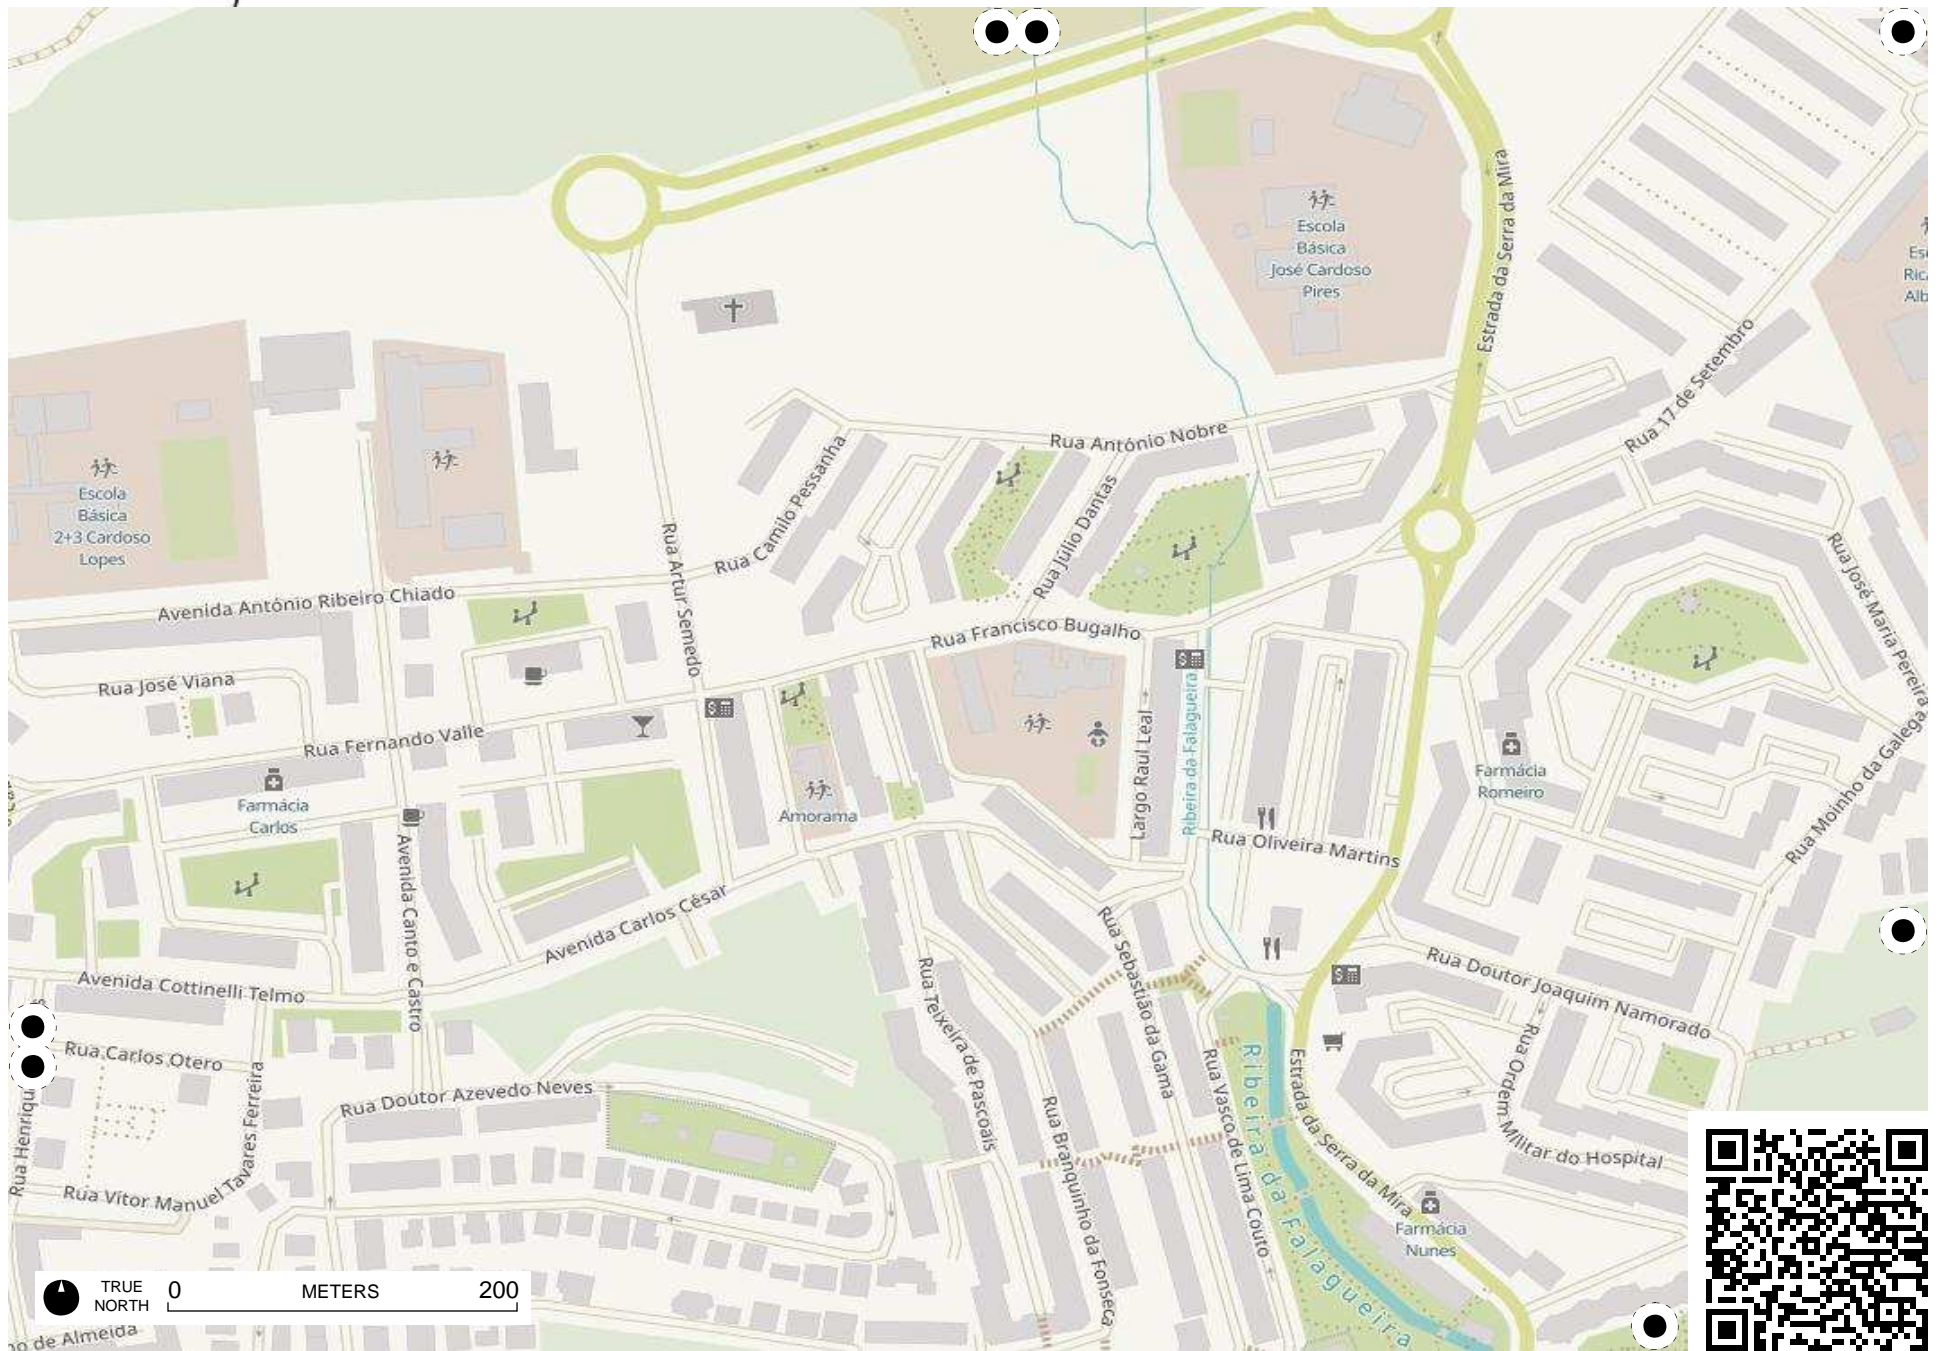 Estrada da Serra da Mira
Escola
Básica
José Cardoso
Pires
Rua 17 de Setembro
Rua António Nobre
Rua Camilo Pessanha
Rua Júlio Dantas
Escola
Básica
2+3 Cardoso
Lopes
Rua Artur Semedo
Avenida António Ribeiro Chiado
Rua José Maria Pereira
Rua Francisco Bugalho
Rua José Viana
Rua Fernando Valle
Ribeira da Falagueira
Largo Raul Leal
Farmácia
Romeiro
Rua Moinho da Galega
Farmácia
Carlos
Amorama
Rua Oliveira Martins
Avenida Canto e Castro
Avenida Carlos César
Rua Sebastião da Gama
Rua Doutor Joaquim Namorado
Avenida Cottinelli Telmo
Rua Teixeira de Pascoais
Rua Carlos Otero
Rua Ordem Militar do Hospital
Rua Doutor Azevedo Neves
Rua Vasco de Lima Couto
Ribeira da Falagueira
Estrada da Serra da Mira
Rua Branquinho da Fonseca
Rua Vitor Manuel Tavares Ferreira
Farmácia
Nunes
TRUE
NORTH
0 METERS 200
de Almeida